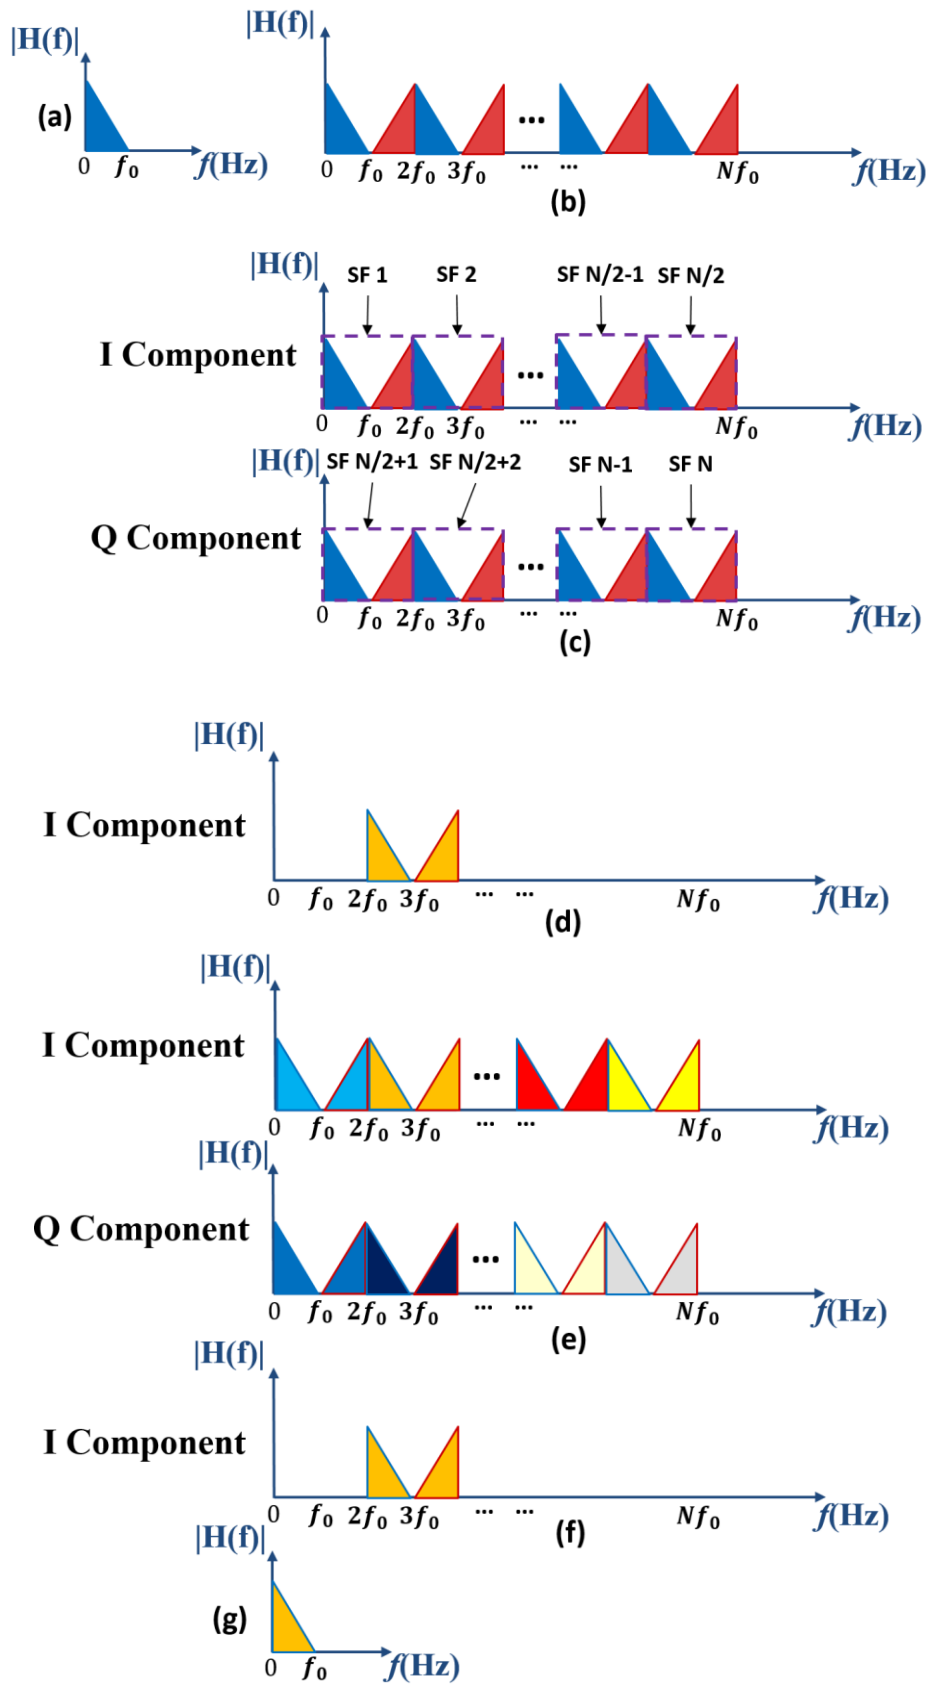 |H(f)|
|H(f)|
(a)
0 f₀ f(Hz)
0 f₀ 2f₀ 3f₀ ... ... Nf₀ f(Hz)
...
(b)
|H(f)|
SF 1 SF 2 SF N/2-1 SF N/2
I Component
...
0 f₀ 2f₀ 3f₀ ... ... Nf₀ f(Hz)
|H(f)|
SF N/2+1 SF N/2+2 SF N-1 SF N
Q Component
...
0 f₀ 2f₀ 3f₀ ... ... Nf₀ f(Hz)
(c)
|H(f)|
I Component
0 f₀ 2f₀ 3f₀ ... ... Nf₀ f(Hz)
(d)
|H(f)|
I Component
...
0 f₀ 2f₀ 3f₀ ... ... Nf₀ f(Hz)
|H(f)|
Q Component
...
0 f₀ 2f₀ 3f₀ ... ... Nf₀ f(Hz)
(e)
|H(f)|
I Component
0 f₀ 2f₀ 3f₀ ... ... Nf₀ f(Hz)
(f)
|H(f)|
(g)
0 f₀ f(Hz)